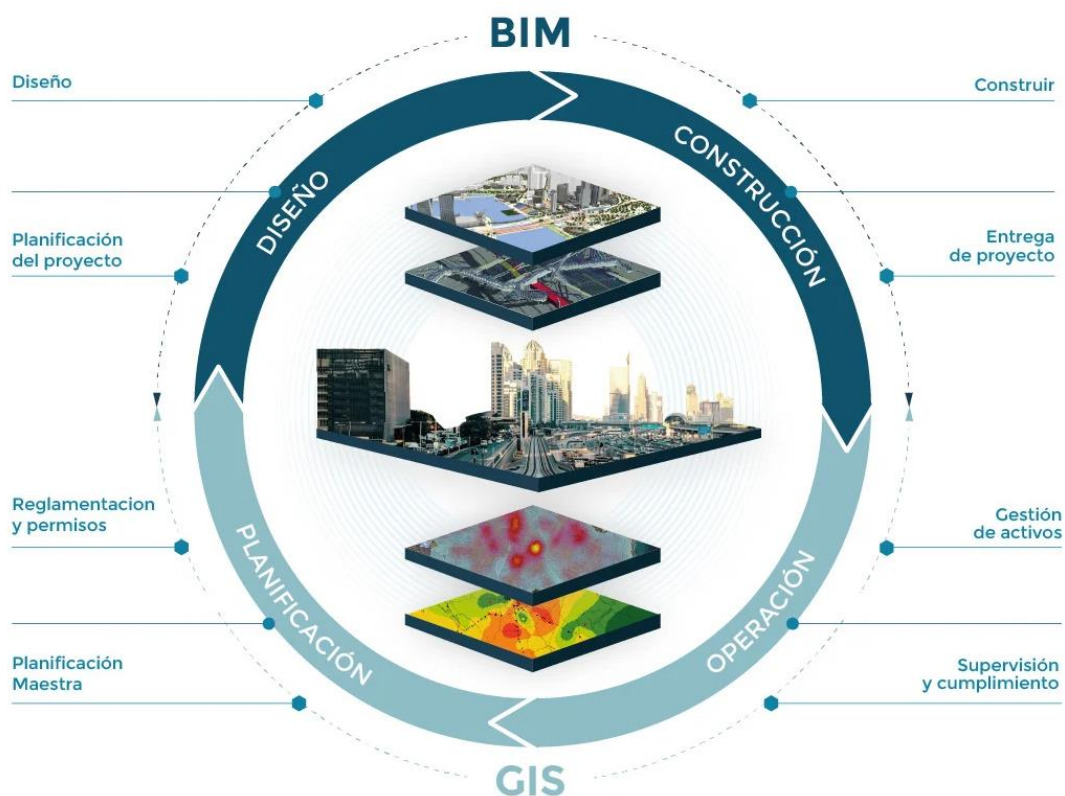 BIM
Diseño
Construir
DISEÑO
CONSTRUCCIÓN
Planificación
del proyecto
Entrega
de proyecto
Reglamentacion
y permisos
Gestión
de activos
PLANIFICACIÓN
OPERACIÓN
Planificación
Maestra
Supervisión
y cumplimiento
GIS